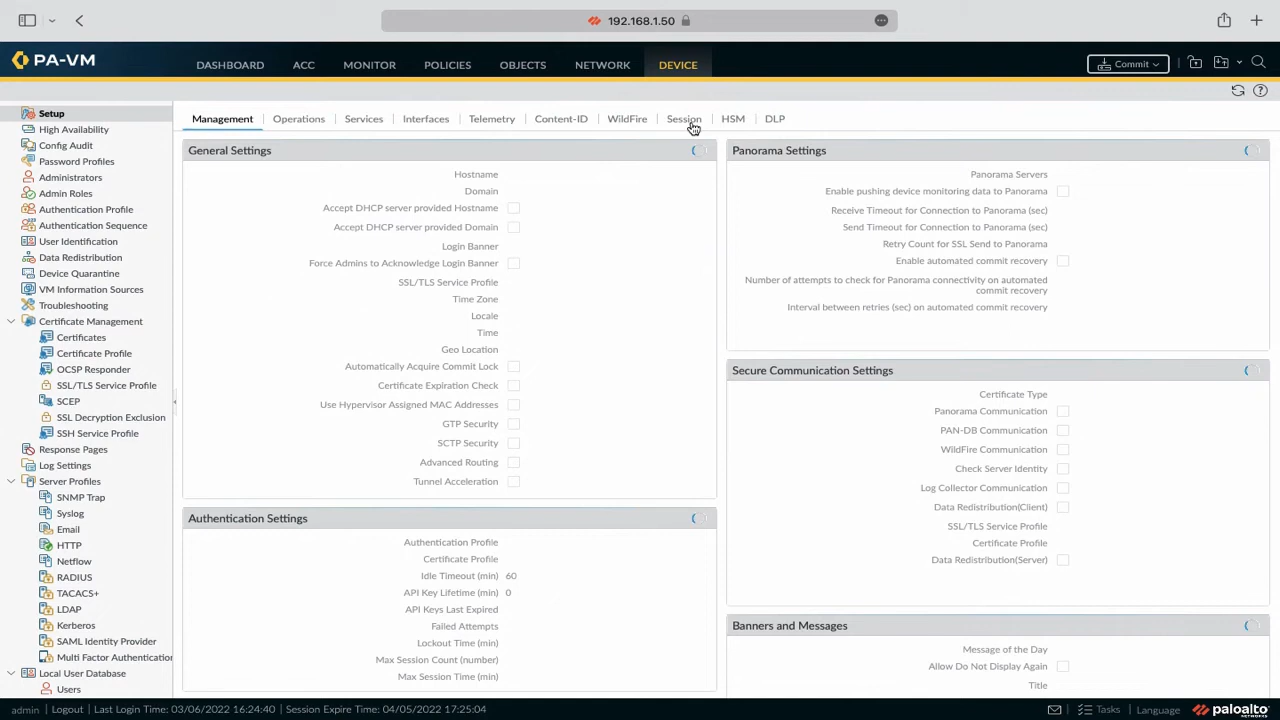 192.168.1.50
PA-VM
DASHBOARD ACC MONITOR POLICIES OBJECTS NETWORK DEVICE Commit
Setup
High Availability
Config Audit
Password Profiles
Administrators
Admin Roles
Authentication Profile
Authentication Sequence
User Identification
Data Redistribution
Device Quarantine
VM Information Sources
Troubleshooting
Certificate Management
Certificates
Certificate Profile
OCSP Responder
SSL/TLS Service Profile
SCEP
SSL Decryption Exclusion
SSH Service Profile
Response Pages
Log Settings
Server Profiles
SNMP Trap
Syslog
Email
HTTP
Netflow
RADIUS
TACACS+
LDAP
Kerberos
SAML Identity Provider
Multi Factor Authentication
Local User Database
Users
Management Operations Services Interfaces Telemetry Content-ID WildFire Session HSM DLP
General Settings
Hostname
Domain
Accept DHCP server provided Hostname
Accept DHCP server provided Domain
Login Banner
Force Admins to Acknowledge Login Banner
SSL/TLS Service Profile
Time Zone
Locale
Time
Geo Location
Automatically Acquire Commit Lock
Certificate Expiration Check
Use Hypervisor Assigned MAC Addresses
GTP Security
SCTP Security
Advanced Routing
Tunnel Acceleration
Authentication Settings
Authentication Profile
Certificate Profile
Idle Timeout (min) 60
API Key Lifetime (min) 0
API Keys Last Expired
Failed Attempts
Lockout Time (min)
Max Session Count (number)
Max Session Time (min)
Panorama Settings
Panorama Servers
Enable pushing device monitoring data to Panorama
Receive Timeout for Connection to Panorama (sec)
Send Timeout for Connection to Panorama (sec)
Retry Count for SSL Send to Panorama
Enable automated commit recovery
Number of attempts to check for Panorama connectivity on automated
commit recovery
Interval between retries (sec) on automated commit recovery
Secure Communication Settings
Certificate Type
Panorama Communication
PAN-DB Communication
WildFire Communication
Check Server Identity
Log Collector Communication
Data Redistribution(Client)
SSL/TLS Service Profile
Certificate Profile
Data Redistribution(Server)
Banners and Messages
Message of the Day
Allow Do Not Display Again
Title
admin | Logout | Last Login Time: 03/06/2022 16:24:40 | Session Expire Time: 04/05/2022 17:25:04 Tasks | Language paloalto
NETWORKS